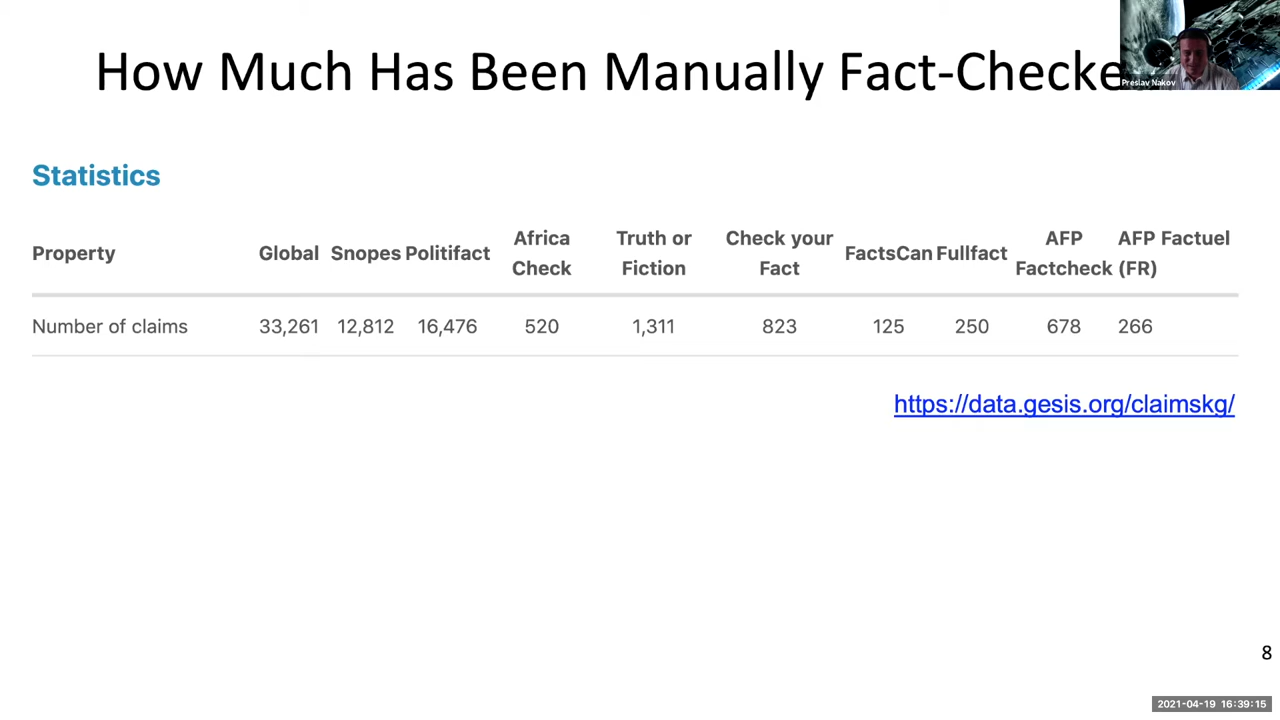 How Much Has Been Manually Fact-Checke
Preslav Nakov
Statistics
Property Global Snopes Politifact Africa Check Truth or Fiction Check your Fact FactsCan Fullfact AFP Factcheck AFP Factuel (FR)
Number of claims 33,261 12,812 16,476 520 1,311 823 125 250 678 266
https://data.gesis.org/claimskg/
8
2021-04-19 16:39:15